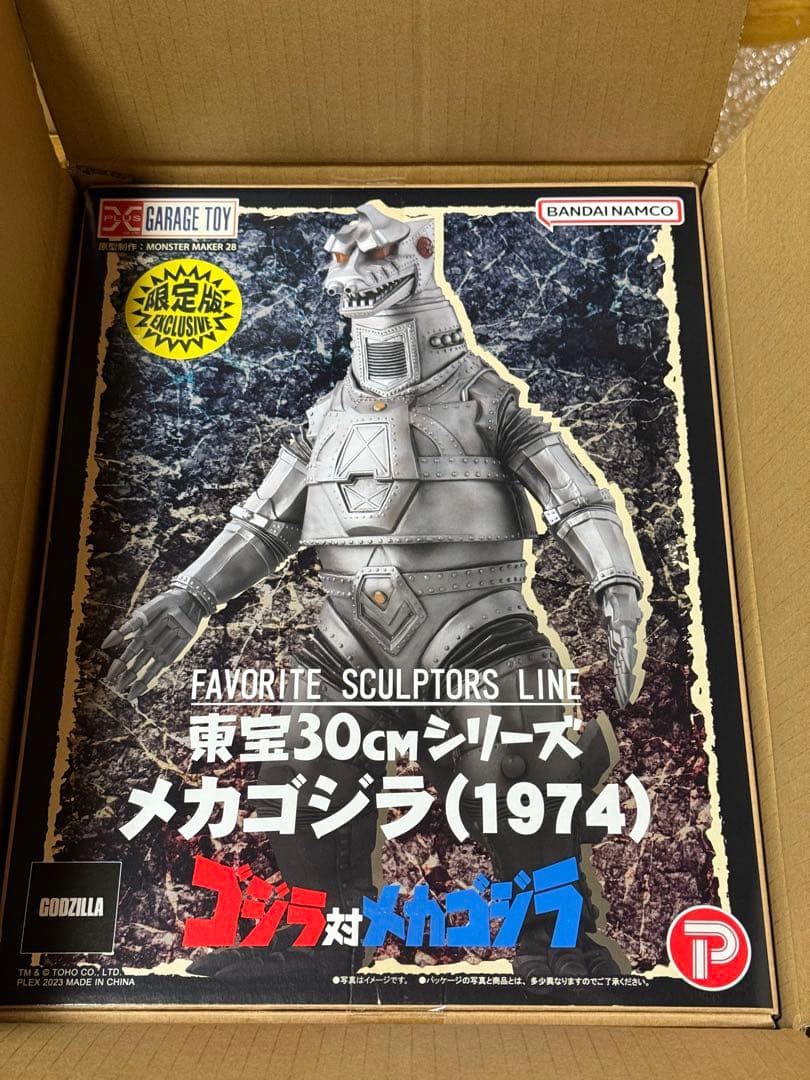 X PLUS
GARAGE TOY
BANDAI NAMCO
原型制作：MONSTER MAKER 28
限定版
EXCLUSIVE
FAVORITE SCULPTORS LINE
東宝30CMシリーズ
メカゴジラ(1974)
ゴジラ対メカゴジラ
GODZILLA
P
TM & © TOHO CO., LTD.
PLEX 2023 MADE IN CHINA
●写真はイメージです。 ●パッケージの写真と商品とは、多少異なりますのでご了承ください。